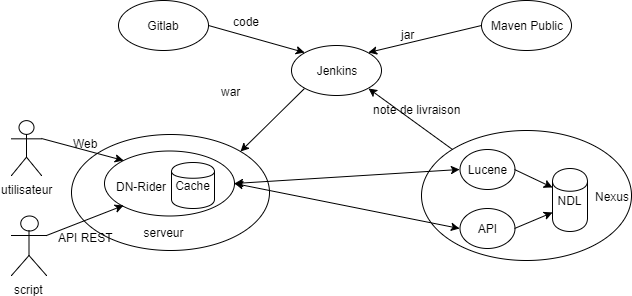 Gitlab
code
Maven Public
jar
Jenkins
war
note de livraison
Web
utilisateur
DN-Rider
Cache
Lucene
NDL
Nexus
API REST
serveur
API
script